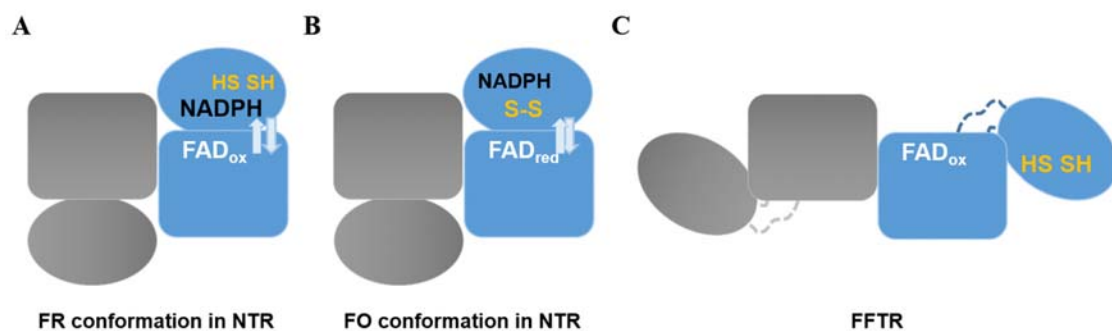 A
HS SH
NADPH
FADox
FR conformation in NTR
B
NADPH
S-S
FADred
FO conformation in NTR
C
FADox
HS SH
FFTR